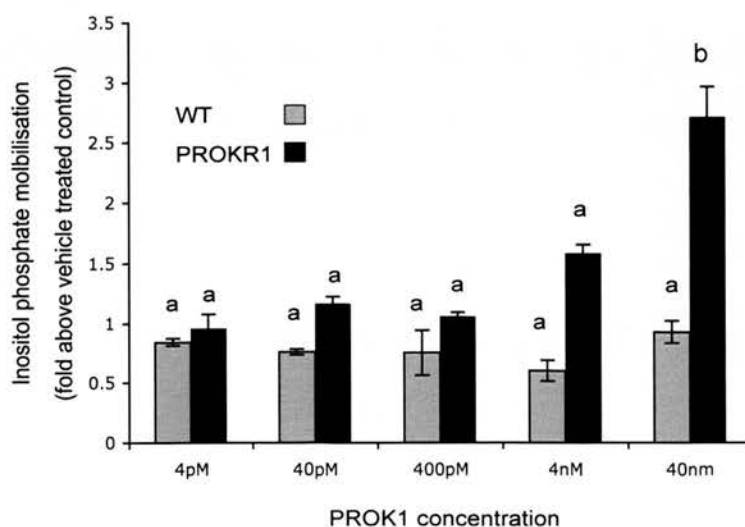 Inositol phosphate molbilisation
(fold above vehicle treated control)
3.5
3
2.5
2
1.5
1
0.5
0
WT
PROKR1
a a
a a
a a
a a
a b
4pM 40pM 400pM 4nM 40nm
PROK1 concentration